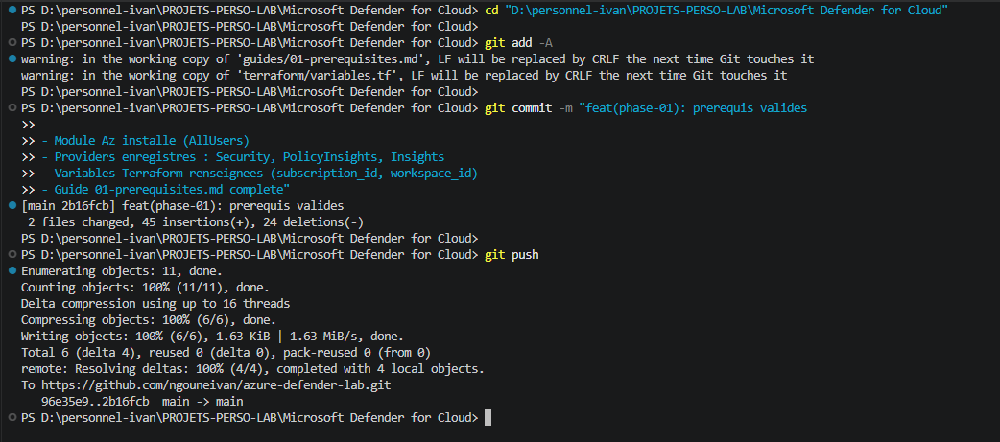 PS D:\personnel-ivan\PROJETS-PERSO-LAB\Microsoft Defender for Cloud> cd "D:\personnel-ivan\PROJETS-PERSO-LAB\Microsoft Defender for Cloud"
PS D:\personnel-ivan\PROJETS-PERSO-LAB\Microsoft Defender for Cloud>
PS D:\personnel-ivan\PROJETS-PERSO-LAB\Microsoft Defender for Cloud> git add -A
warning: in the working copy of 'guides/01-prerequisites.md', LF will be replaced by CRLF the next time Git touches it
warning: in the working copy of 'terraform/variables.tf', LF will be replaced by CRLF the next time Git touches it
PS D:\personnel-ivan\PROJETS-PERSO-LAB\Microsoft Defender for Cloud>
PS D:\personnel-ivan\PROJETS-PERSO-LAB\Microsoft Defender for Cloud> git commit -m "feat(phase-01): prerequis valides
>>
>> - Module Az installe (AllUsers)
>> - Providers enregistres : Security, PolicyInsights, Insights
>> - Variables Terraform renseignees (subscription_id, workspace_id)
>> - Guide 01-prerequisites.md complete"
[main 2b16fcb] feat(phase-01): prerequis valides
 2 files changed, 45 insertions(+), 24 deletions(-)
PS D:\personnel-ivan\PROJETS-PERSO-LAB\Microsoft Defender for Cloud>
PS D:\personnel-ivan\PROJETS-PERSO-LAB\Microsoft Defender for Cloud> git push
Enumerating objects: 11, done.
Counting objects: 100% (11/11), done.
Delta compression using up to 16 threads
Compressing objects: 100% (6/6), done.
Writing objects: 100% (6/6), 1.63 KiB | 1.63 MiB/s, done.
Total 6 (delta 4), reused 0 (delta 0), pack-reused 0 (from 0)
remote: Resolving deltas: 100% (4/4), completed with 4 local objects.
To https://github.com/ngouneivan/azure-defender-lab.git
   96e35e9..2b16fcb  main -> main
PS D:\personnel-ivan\PROJETS-PERSO-LAB\Microsoft Defender for Cloud>